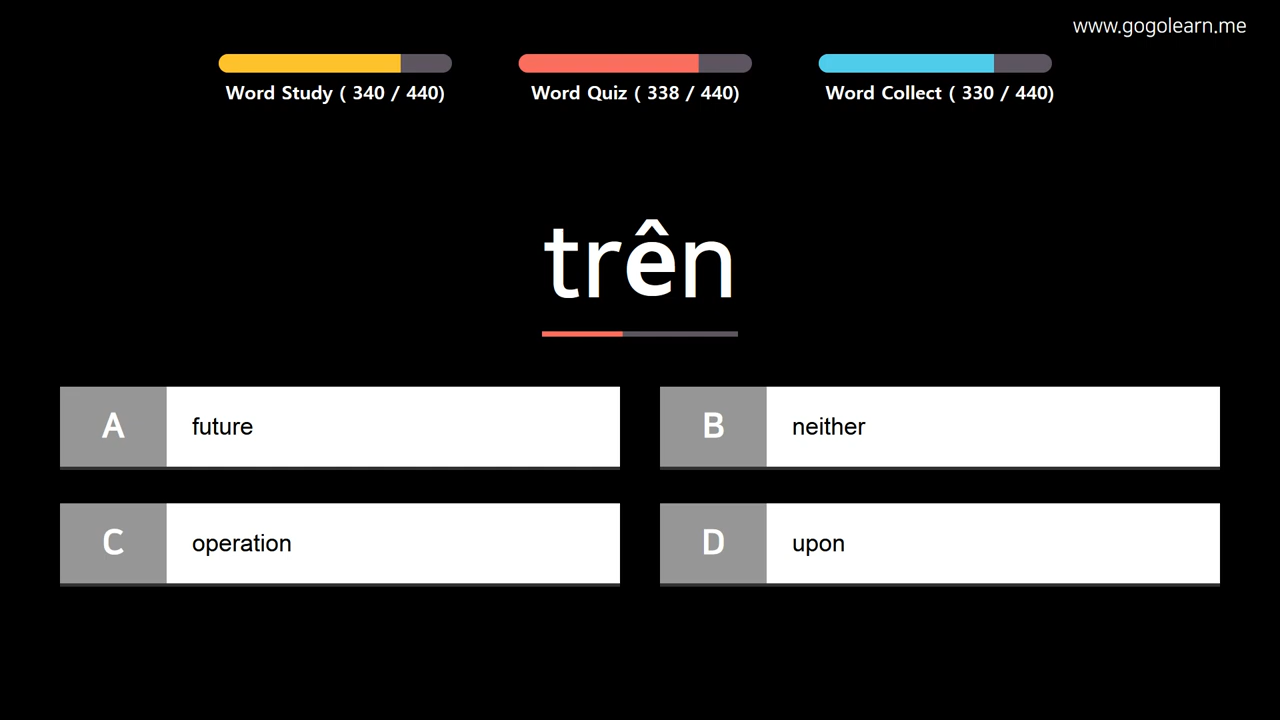 www.gogolearn.me
Word Study ( 340 / 440)
Word Quiz ( 338 / 440)
Word Collect ( 330 / 440)
trên
A future
B neither
C operation
D upon